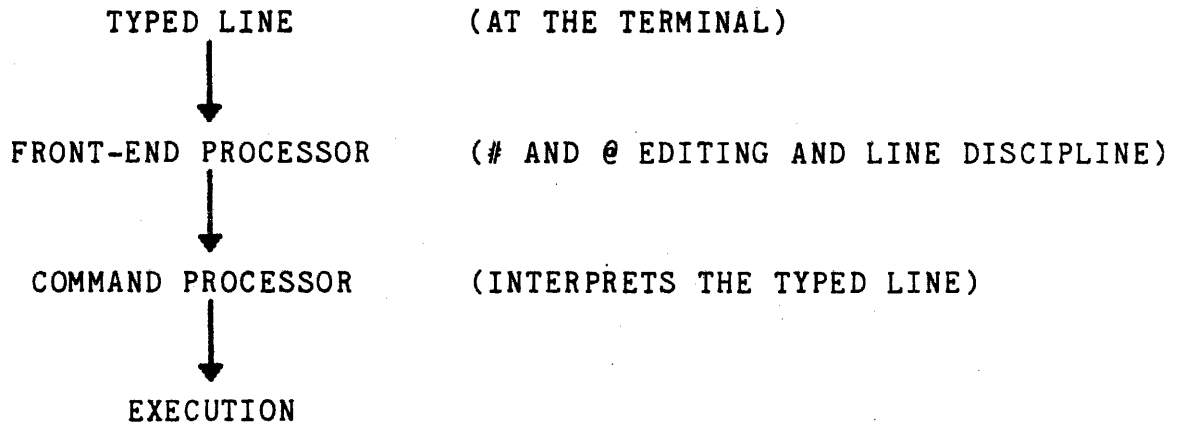 TYPED LINE (AT THE TERMINAL)
FRONT-END PROCESSOR (# AND @ EDITING AND LINE DISCIPLINE)
COMMAND PROCESSOR (INTERPRETS THE TYPED LINE)
EXECUTION